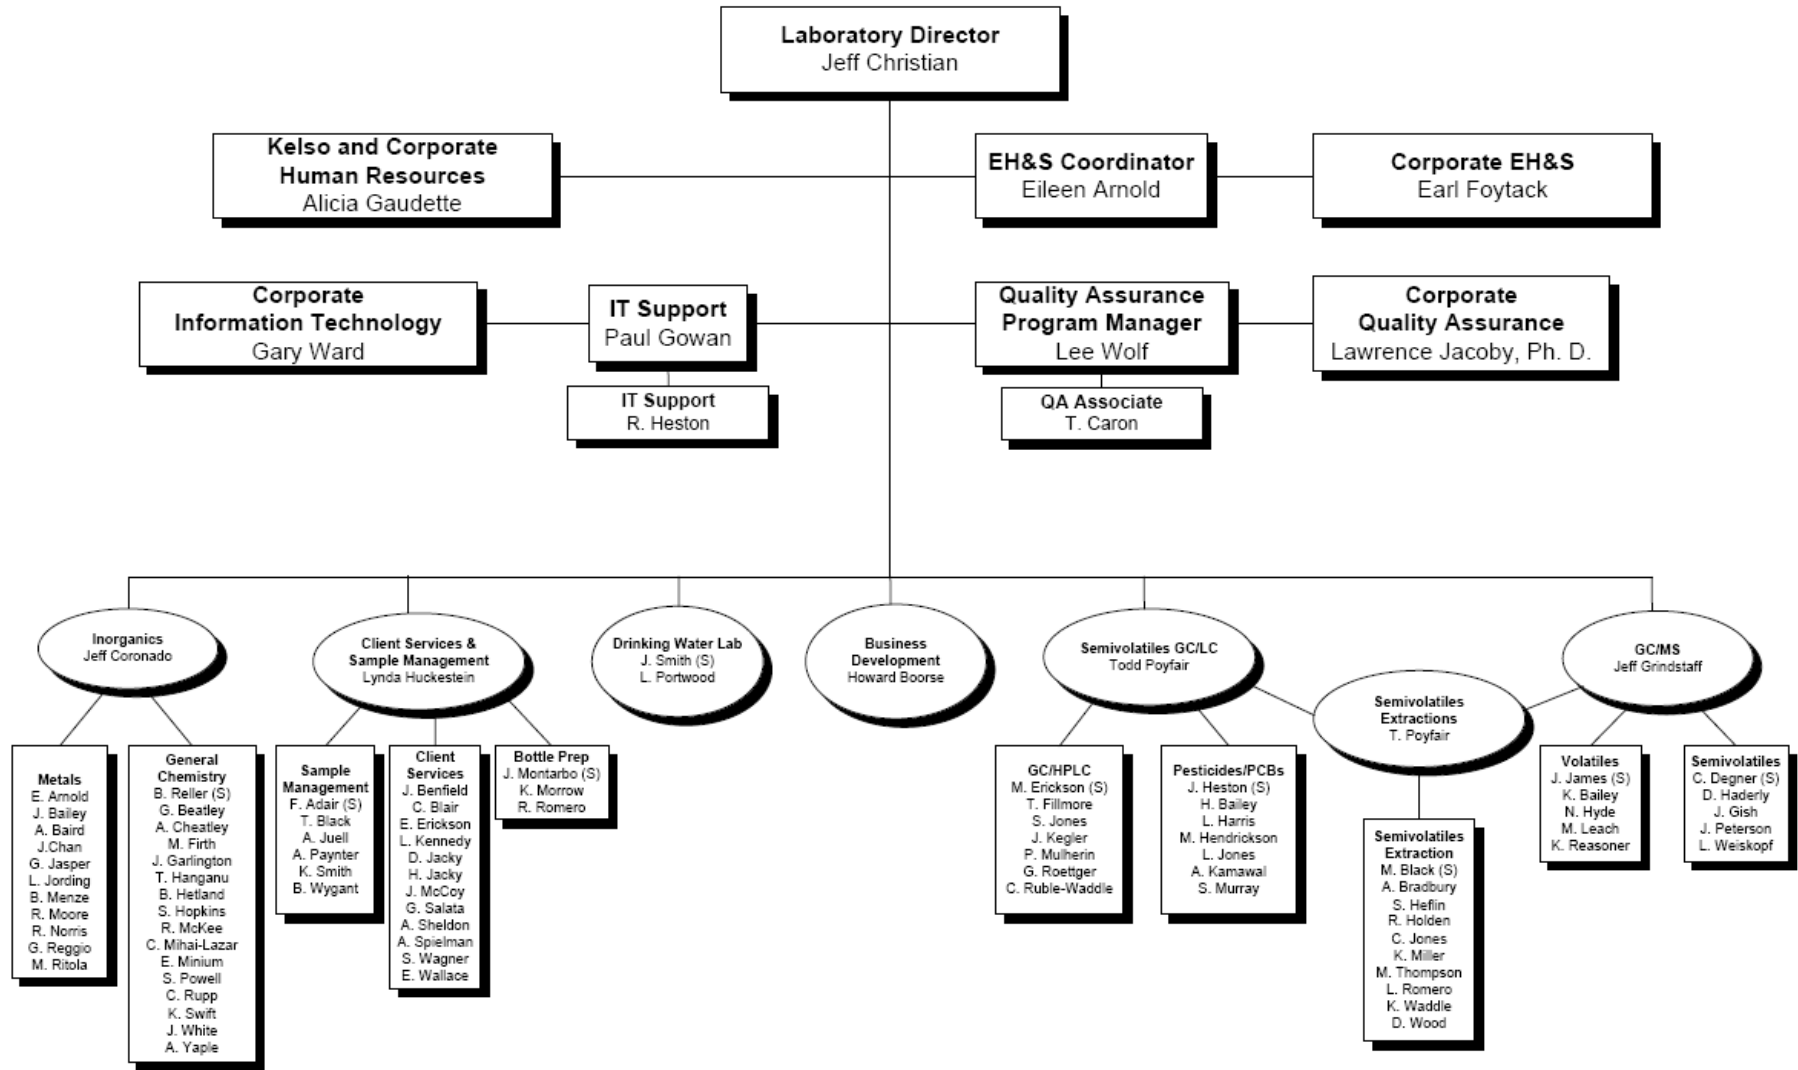 Laboratory Director
Jeff Christian
Kelso and Corporate
Human Resources
Alicia Gaudette
EH&S Coordinator
Eileen Arnold
Corporate EH&S
Earl Foytack
Corporate
Information Technology
Gary Ward
IT Support
Paul Gowan
Quality Assurance
Program Manager
Lee Wolf
Corporate
Quality Assurance
Lawrence Jacoby, Ph. D.
IT Support
R. Heston
QA Associate
T. Caron
Inorganics
Jeff Coronado
Client Services &
Sample Management
Lynda Huckestein
Drinking Water Lab
J. Smith (S)
L. Portwood
Business
Development
Howard Boorse
Semivolatiles GC/LC
Todd Poyfair
Semivolatiles
Extractions
T. Poyfair
GC/MS
Jeff Grindstaff
Metals
E. Arnold
J. Bailey
A. Baird
J.Chan
G. Jasper
L. Jording
B. Menze
R. Moore
R. Norris
G. Reggio
M. Ritola
General
Chemistry
B. Reller (S)
G. Beatley
A. Cheatley
M. Firth
J. Garlington
T. Hanganu
B. Hetland
S. Hopkins
R. McKee
C. Mihai-Lazar
E. Minium
S. Powell
C. Rupp
K. Swift
J. White
A. Yaple
Sample
Management
F. Adair (S)
T. Black
A. Juell
A. Paynter
K. Smith
B. Wygant
Client
Services
J. Benfield
C. Blair
E. Erickson
L. Kennedy
D. Jacky
H. Jacky
J. McCoy
G. Salata
A. Sheldon
A. Spielman
S. Wagner
E. Wallace
Bottle Prep
J. Montarbo (S)
K. Morrow
R. Romero
GC/HPLC
M. Erickson (S)
T. Fillmore
S. Jones
J. Kegler
P. Mulherin
G. Roettger
C. Ruble-Waddle
Pesticides/PCBs
J. Heston (S)
H. Bailey
L. Harris
M. Hendrickson
L. Jones
A. Kamawal
S. Murray
Semivolatiles
Extraction
M. Black (S)
A. Bradbury
S. Heflin
R. Holden
C. Jones
K. Miller
M. Thompson
L. Romero
K. Waddle
D. Wood
Volatiles
J. James (S)
K. Bailey
N. Hyde
M. Leach
K. Reasoner
Semivolatiles
C. Degner (S)
D. Haderly
J. Gish
J. Peterson
L. Weiskopf